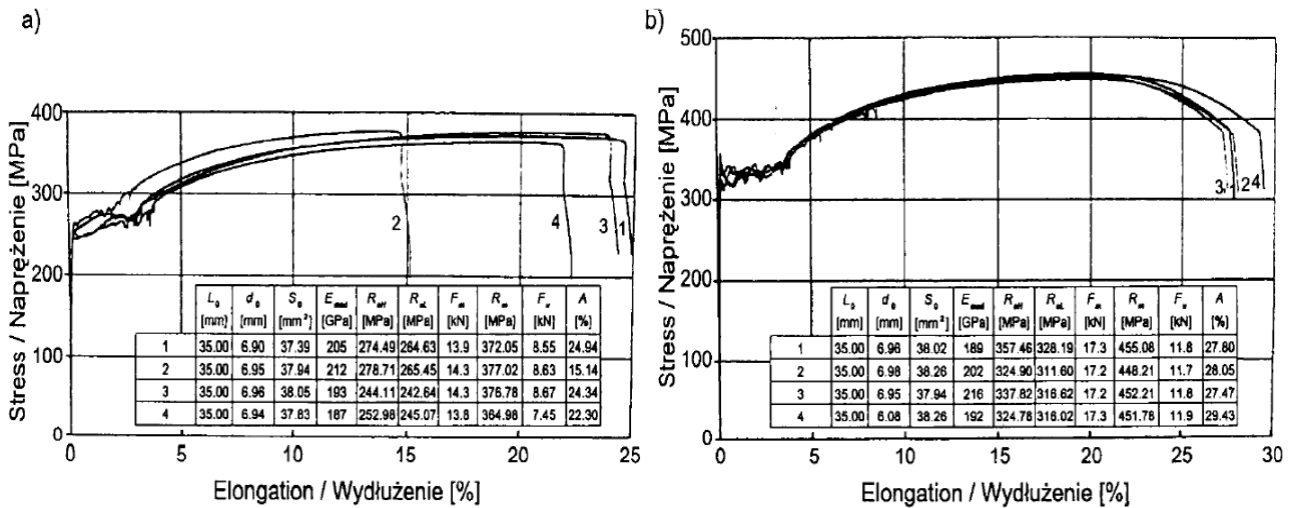 a)
Stress / Naprężenie [MPa]
400
300
200
100
0
0 5 10 15 20 25
Elongation / Wydłużenie [%]
2 4 3 1
L₀ d₀ S₀ Eₘₒd R R Fₘ Rₘ F A
[mm] [mm] [mm²] [GPa] [MPa] [MPa] [kN] [MPa] [kN] [%]
1 35.00 6.90 37.39 205 274.49 264.63 13.9 372.05 8.55 24.94
2 35.00 6.95 37.94 212 278.71 265.45 14.3 377.02 8.63 15.14
3 35.00 6.96 38.05 193 244.11 242.64 14.3 376.78 8.67 24.34
4 35.00 6.94 37.83 187 252.98 245.07 13.8 364.98 7.45 22.30
b)
Stress / Naprężenie [MPa]
500
400
300
200
100
0
0 5 10 15 20 25 30
Elongation / Wydłużenie [%]
3 1 2 4
L₀ d₀ S₀ Eₘₒd R R Fₘ Rₘ F A
[mm] [mm] [mm²] [GPa] [MPa] [MPa] [kN] [MPa] [kN] [%]
1 35.00 6.96 38.02 189 357.46 328.19 17.3 455.08 11.8 27.80
2 35.00 6.98 38.26 202 324.90 311.60 17.2 448.21 11.7 28.05
3 35.00 6.95 37.94 216 337.82 316.62 17.2 452.21 11.8 27.47
4 35.00 6.08 38.26 192 324.78 316.02 17.3 451.78 11.9 29.43